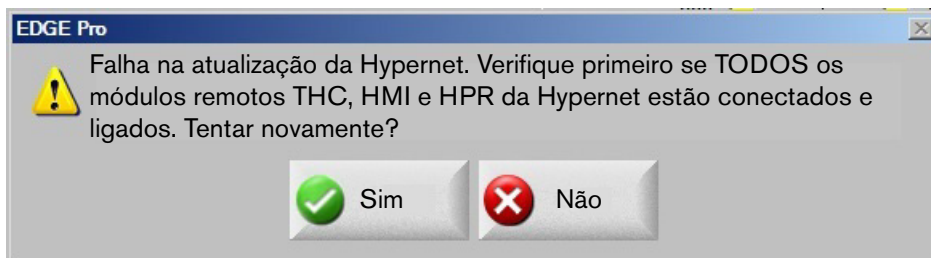 EDGE Pro
Falha na atualização da Hypernet. Verifique primeiro se TODOS os
módulos remotos THC, HMI e HPR da Hypernet estão conectados e
ligados. Tentar novamente?
Sim
Não